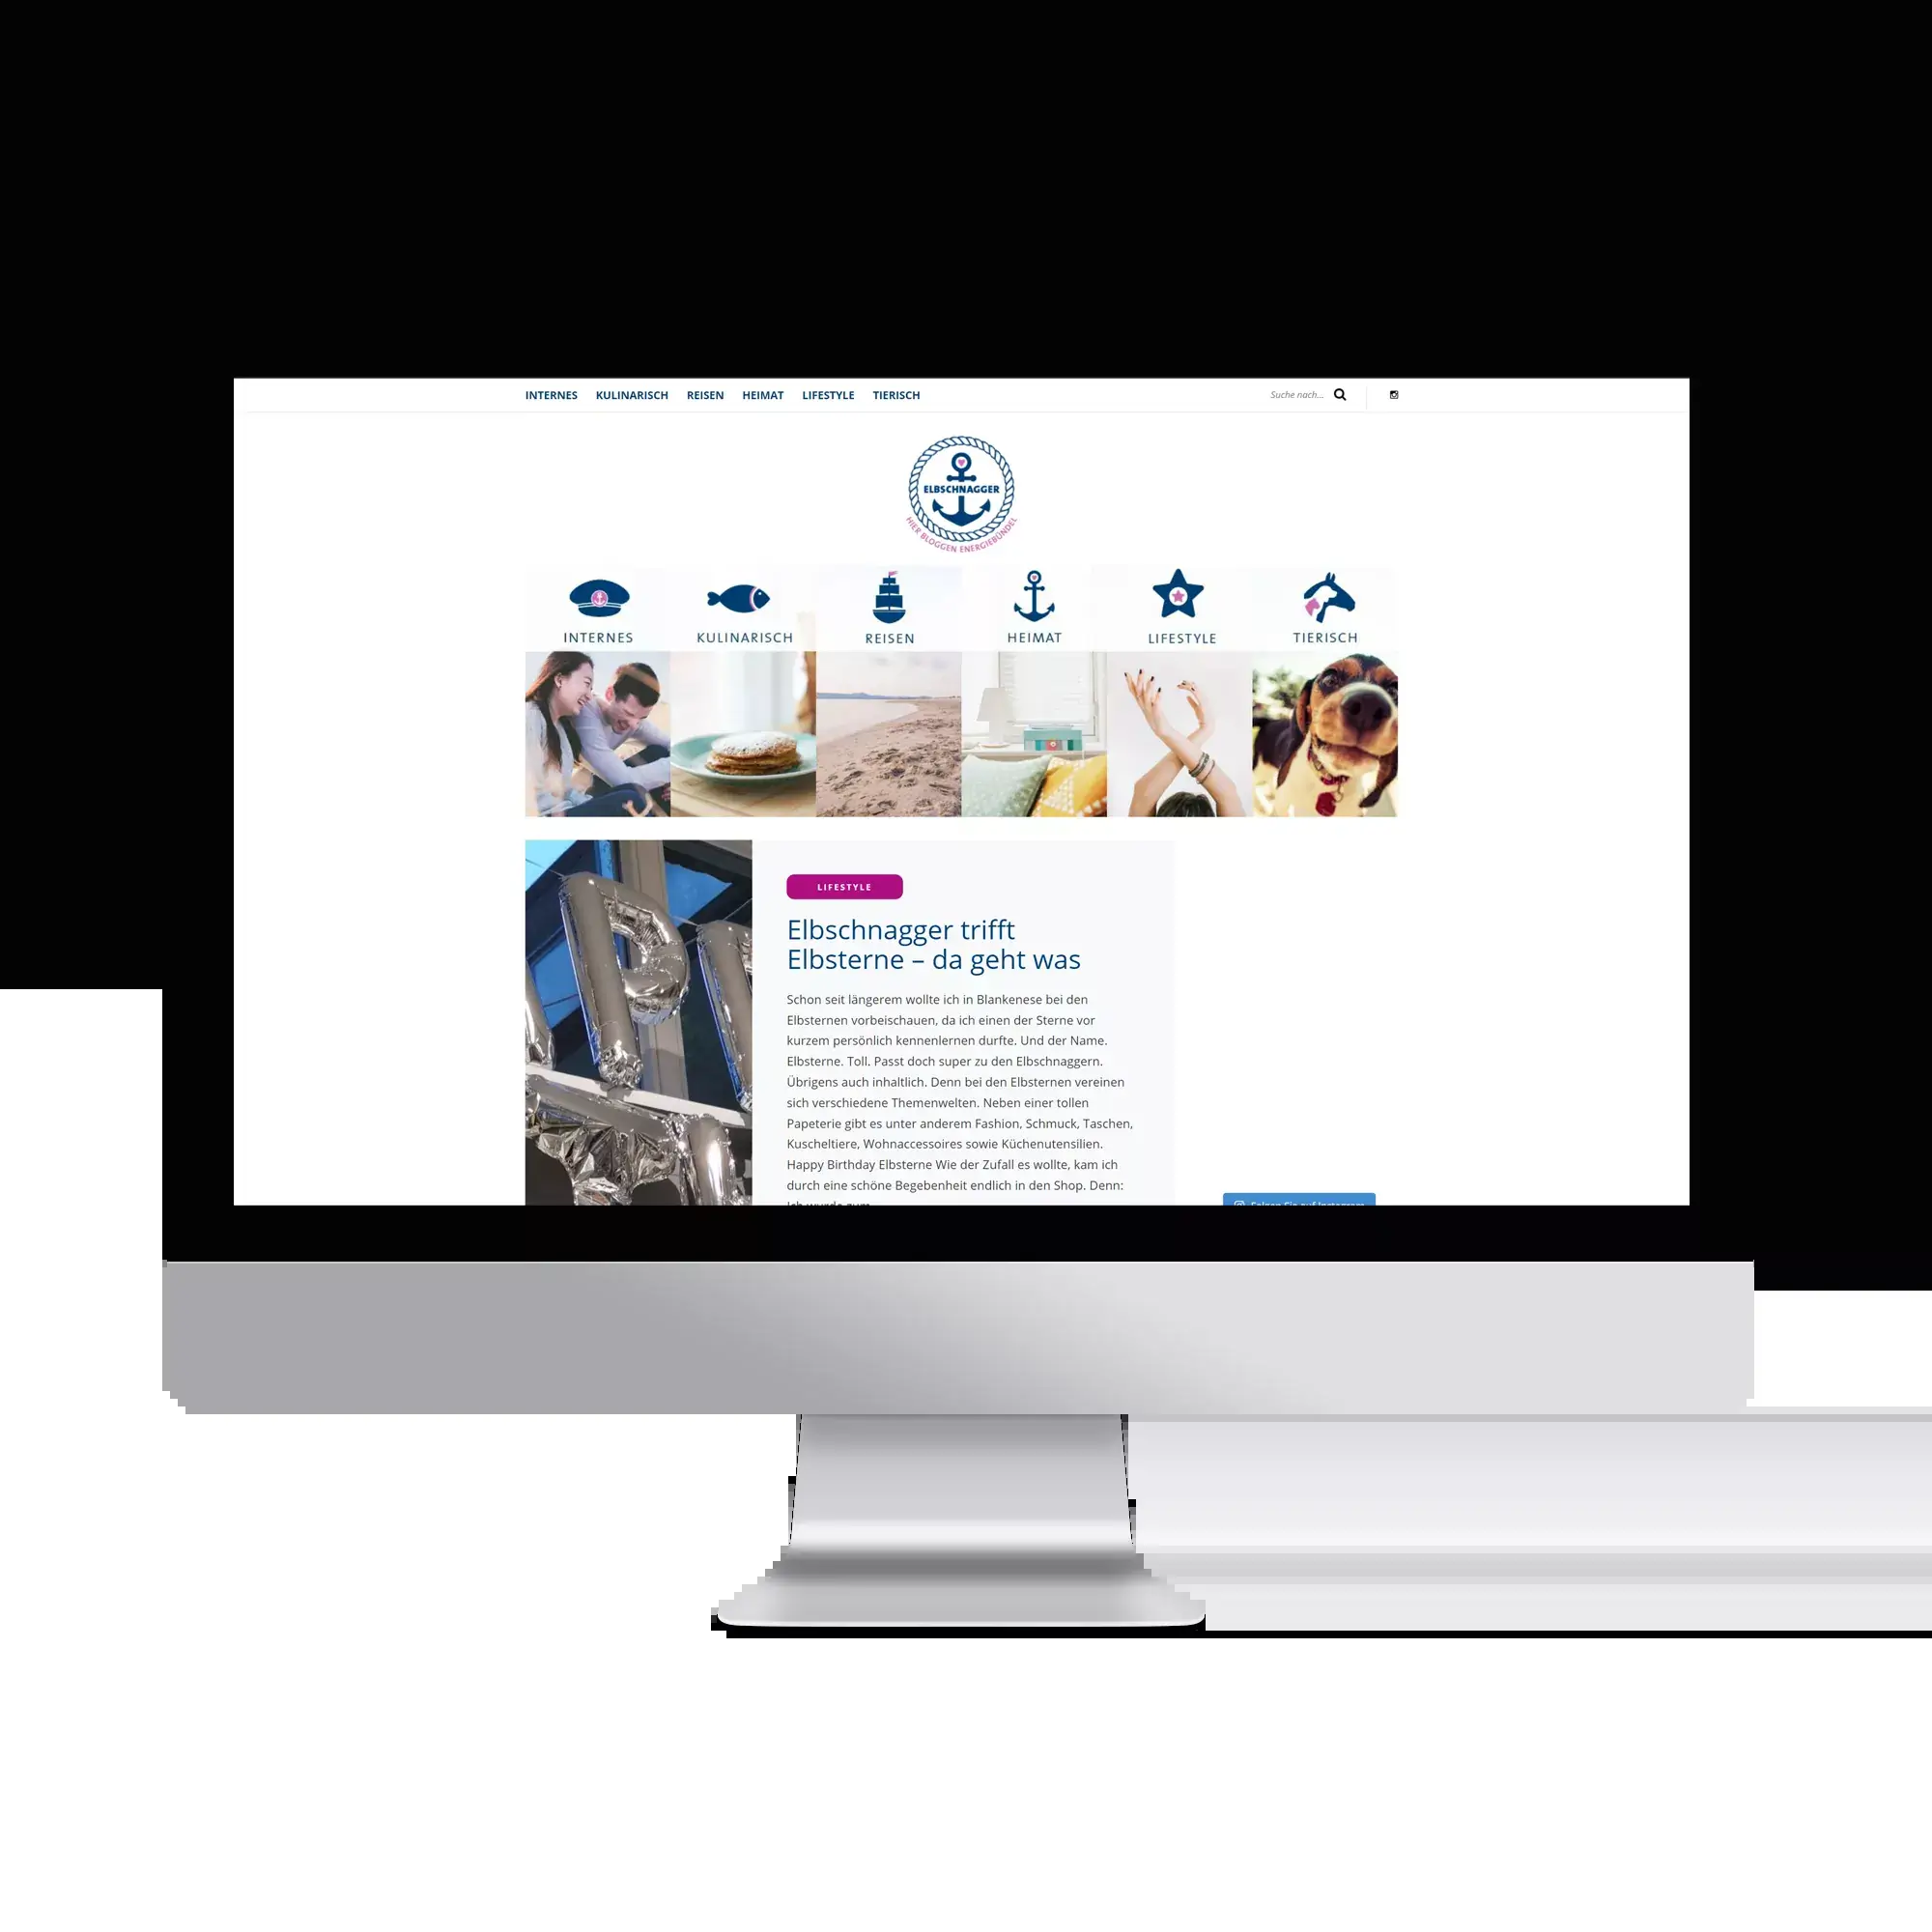 INTERNES KULINARISCH REISEN HEIMAT LIFESTYLE TIERISCH
Suche nach...
ELBSCHNAGGER
HIER BLOGGEN ENERGIEBÜNDEL
INTERNES
KULINARISCH
REISEN
HEIMAT
LIFESTYLE
TIERISCH
LIFESTYLE
Elbschnagger trifft
Elbsterne – da geht was
Schon seit längerem wollte ich in Blankenese bei den
Elbsternen vorbeischauen, da ich einen der Sterne vor
kurzem persönlich kennenlernen durfte. Und der Name.
Elbsterne. Toll. Passt doch super zu den Elbschnaggern.
Übrigens auch inhaltlich. Denn bei den Elbsternen vereinen
sich verschiedene Themenwelten. Neben einer tollen
Papeterie gibt es unter anderem Fashion, Schmuck, Taschen,
Kuscheltiere, Wohnaccessoires sowie Küchenutensilien.
Happy Birthday Elbsterne Wie der Zufall es wollte, kam ich
durch eine schöne Begebenheit endlich in den Shop. Denn: